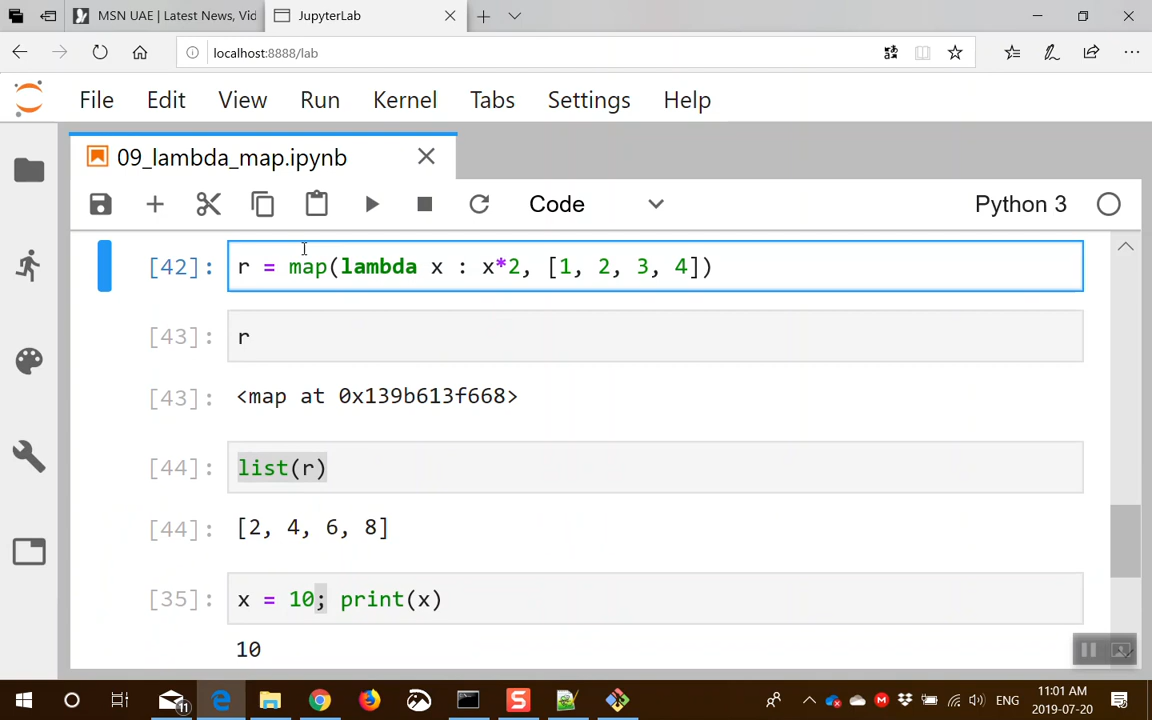 MSN UAE | Latest News, Vid
JupyterLab
localhost:8888/lab
File Edit View Run Kernel Tabs Settings Help
09_lambda_map.ipynb
Code
Python 3
[42]: r = map(lambda x : x*2, [1, 2, 3, 4])
[43]: r
[43]: <map at 0x139b613f668>
[44]: list(r)
[44]: [2, 4, 6, 8]
[35]: x = 10; print(x)
10
11
ENG
11:01 AM
2019-07-20